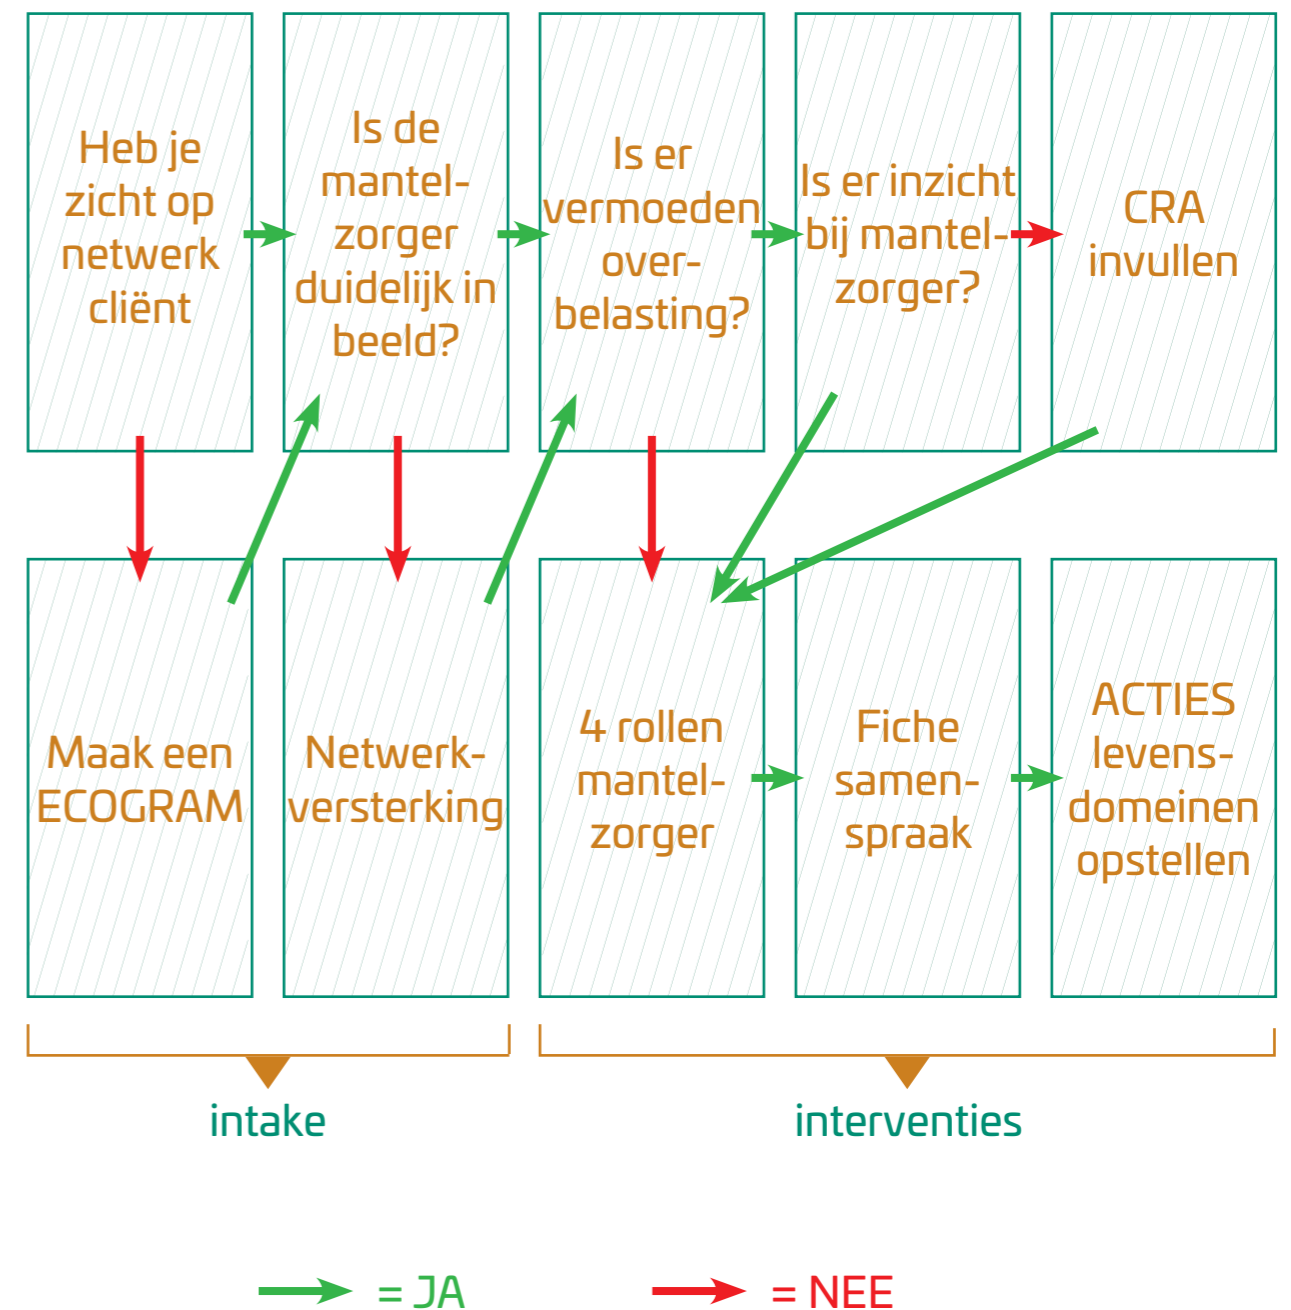 Heb je
zicht op
netwerk
cliënt
Is de
mantel-
zorger
duidelijk in
beeld?
Is er
vermoeden
over-
belasting?
Is er inzicht
bij mantel-
zorger?
CRA
invullen
Maak een
ECOGRAM
Netwerk-
versterking
4 rollen
mantel-
zorger
Fiche
samen-
spraak
ACTIES
levens-
domeinen
opstellen
intake
interventies
= JA
= NEE